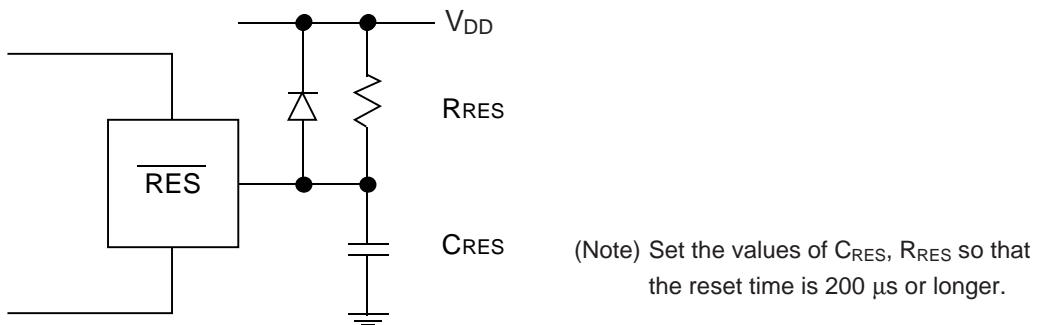 VDD
RRES
RES
CRES
(Note) Set the values of CRES, RRES so that
the reset time is 200 μs or longer.